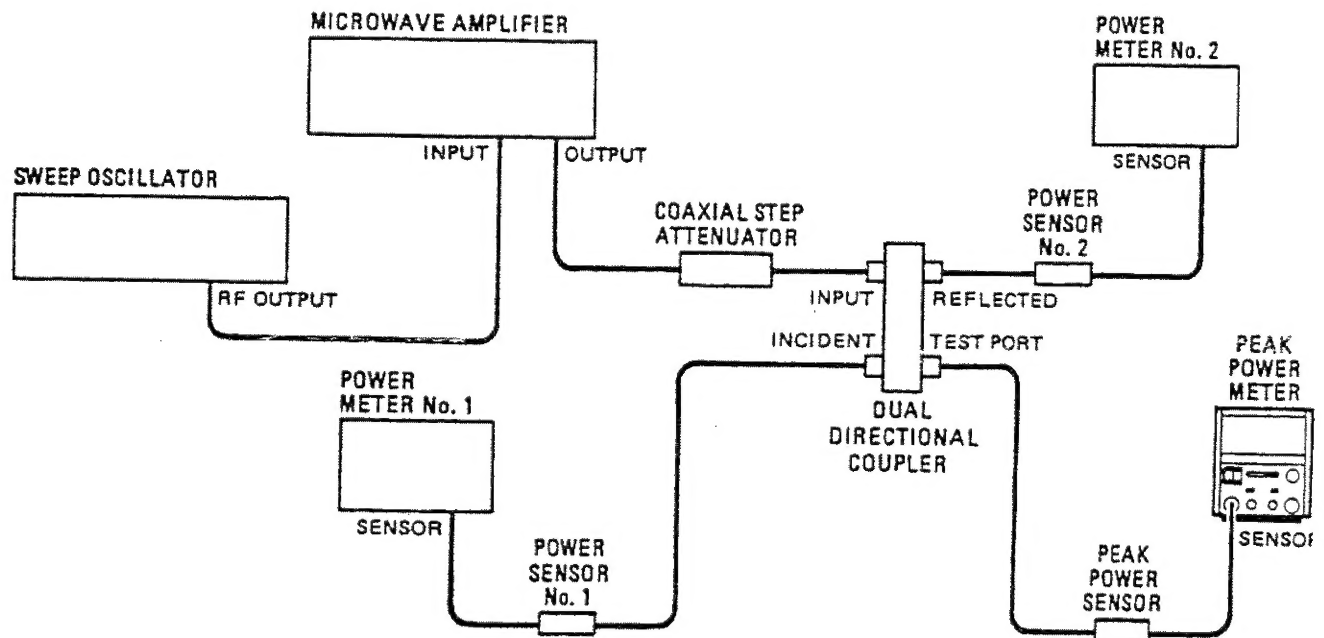 MICROWAVE AMPLIFIER
INPUT
OUTPUT
POWER
METER No. 2
SENSOR
SWEEP OSCILLATOR
RF OUTPUT
COAXIAL STEP
ATTENUATOR
POWER
SENSOR
No. 2
INPUT
REFLECTED
INCIDENT
TEST PORT
DUAL
DIRECTIONAL
COUPLER
POWER
METER No. 1
SENSOR
POWER
SENSOR
No. 1
PEAK
POWER
METER
SENSOR
PEAK
POWER
SENSOR